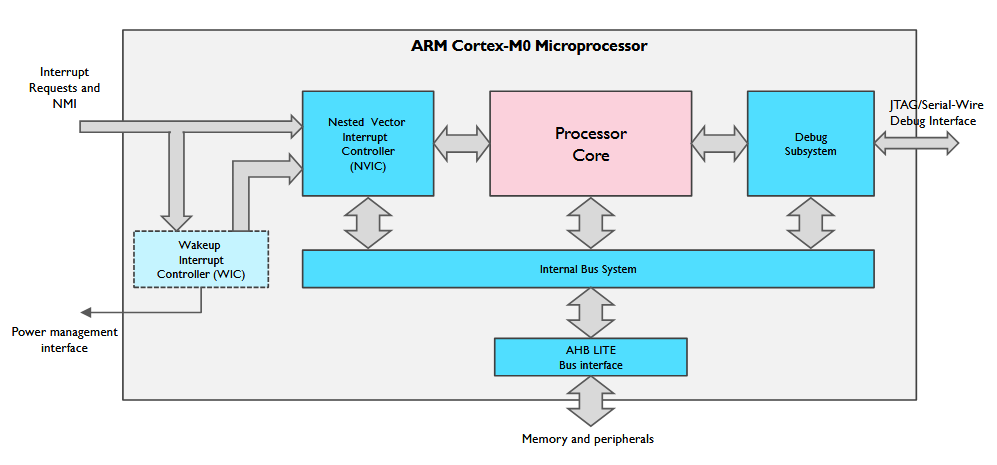 ARM Cortex-M0 Microprocessor
Interrupt
Requests and
NMI
Nested Vector
Interrupt
Controller
(NVIC)
Processor
Core
Debug
Subsystem
JTAG/Serial-Wire
Debug Interface
Wakeup
Interrupt
Controller (WIC)
Internal Bus System
Power management
interface
AHB LITE
Bus interface
Memory and peripherals